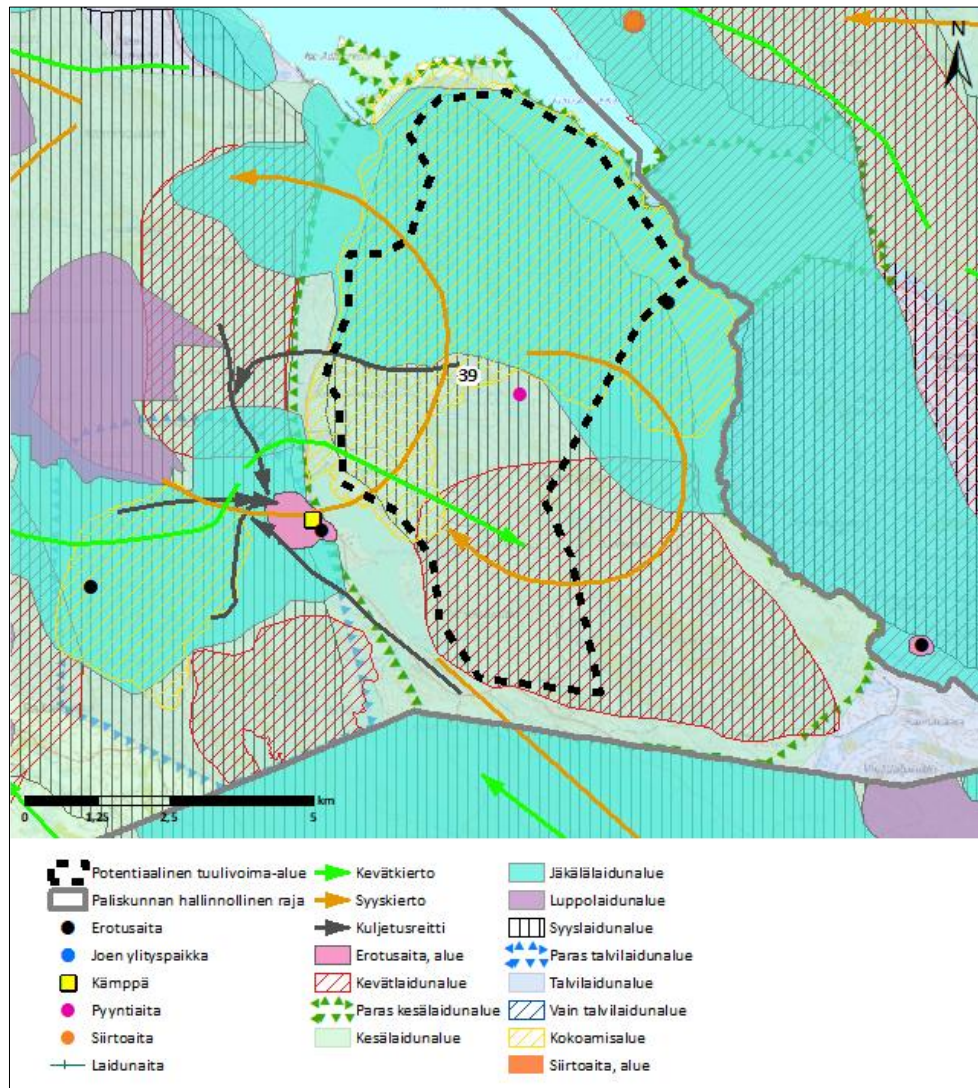 N
39
km
0 1,25 2,5 5
Potentiaalinen tuulivoima-alue
Paliskunnan hallinnollinen raja
Erotusaita
Joen ylityspaikka
Kämppä
Pyyntiaita
Siirtoaita
Laidunaita
Kevätkierto
Syyskierto
Kuljetusreitti
Erotusaita, alue
Kevätlaidunalue
Paras kesälaidunalue
Kesälaidunalue
Jäkälälaidunalue
Luppolaidunalue
Syyslaidunalue
Paras talvilaidunalue
Talvilaidunalue
Vain talvilaidunalue
Kokoamisalue
Siirtoaita, alue